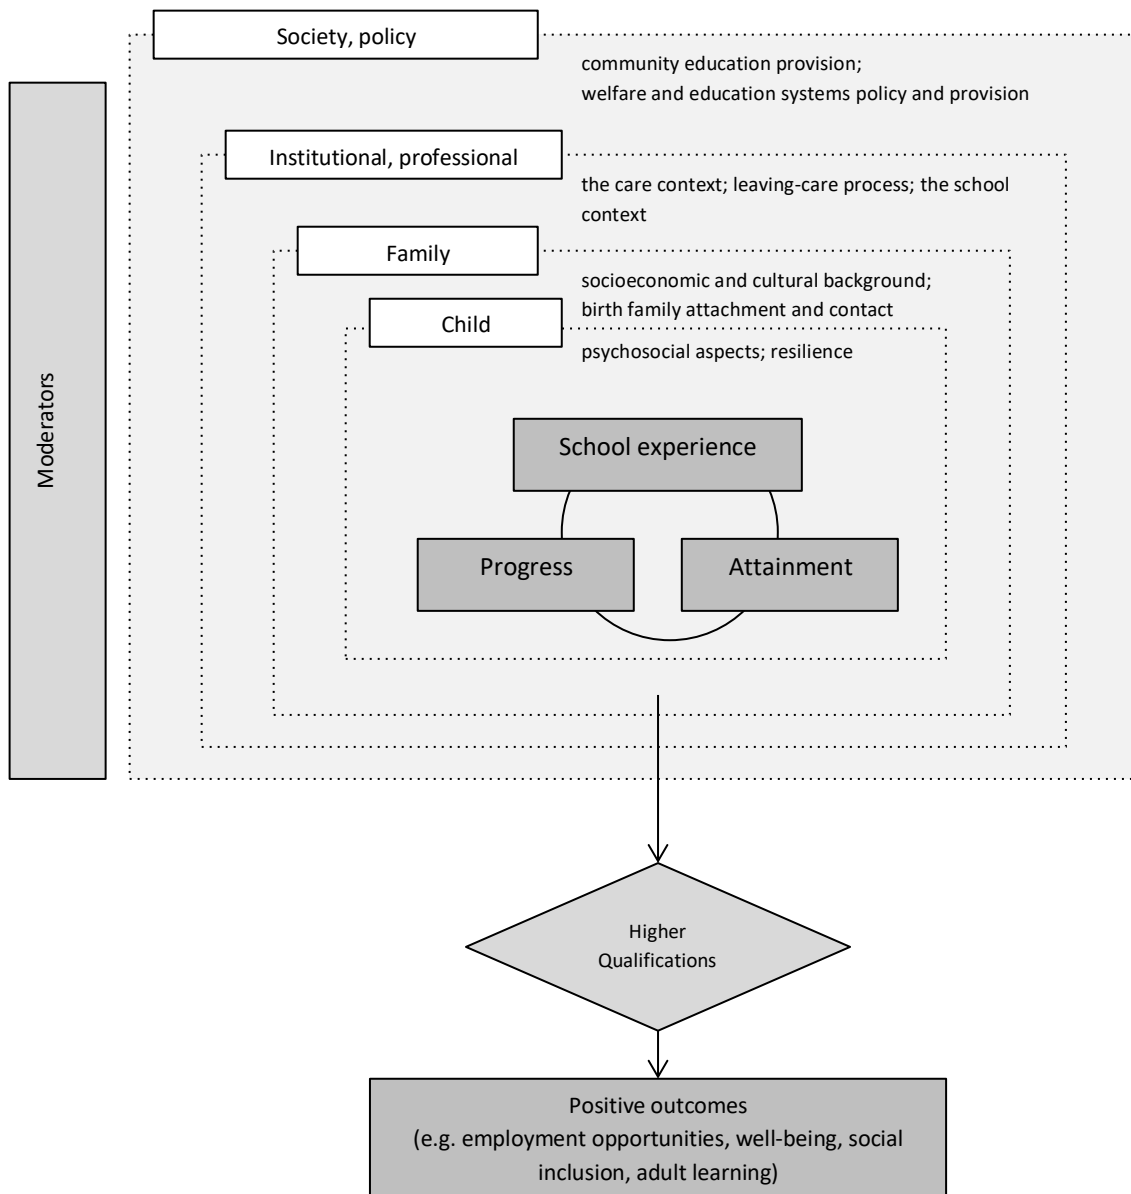 Society, policy
community education provision;
welfare and education systems policy and provision
Institutional, professional
the care context; leaving-care process; the school
context
Family
socioeconomic and cultural background;
birth family attachment and contact
Child
psychosocial aspects; resilience
Moderators
School experience
Progress
Attainment
Higher
Qualifications
Positive outcomes
(e.g. employment opportunities, well-being, social
inclusion, adult learning)